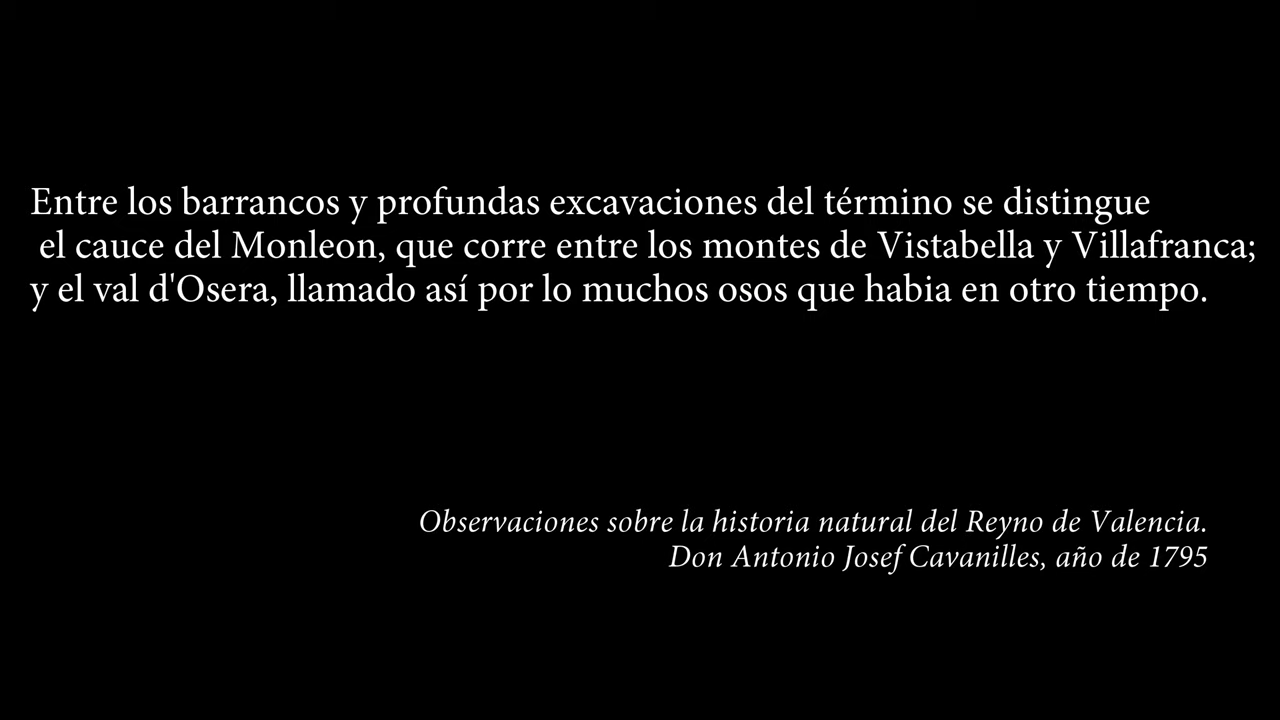 Entre los barrancos y profundas excavaciones del término se distingue
el cauce del Monleon, que corre entre los montes de Vistabella y Villafranca;
y el val d'Osera, llamado así por lo muchos osos que habia en otro tiempo.
Observaciones sobre la historia natural del Reyno de Valencia.
Don Antonio Josef Cavanilles, año de 1795